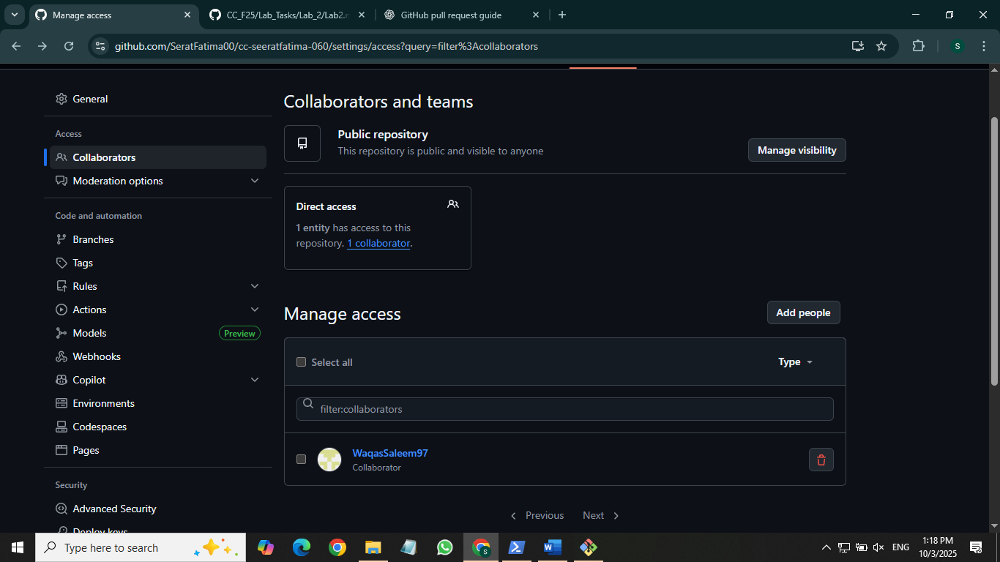 Manage access
CC_F25/Lab_Tasks/Lab_2/Lab2.m
GitHub pull request guide
github.com/SeratFatima00/cc-seeratfatima-060/settings/access?query=filter%3Acollaborators
S
General
Access
Collaborators
Moderation options
Code and automation
Branches
Tags
Rules
Actions
Models
Preview
Webhooks
Copilot
Environments
Codespaces
Pages
Security
Advanced Security
Deploy keys
Collaborators and teams
Public repository
This repository is public and visible to anyone
Manage visibility
Direct access
1 entity has access to this
repository. 1 collaborator.
Manage access
Add people
Select all
Type
filter:collaborators
WaqasSaleem97
Collaborator
Previous
Next
Type here to search
S
ENG
1:18 PM
10/3/2025